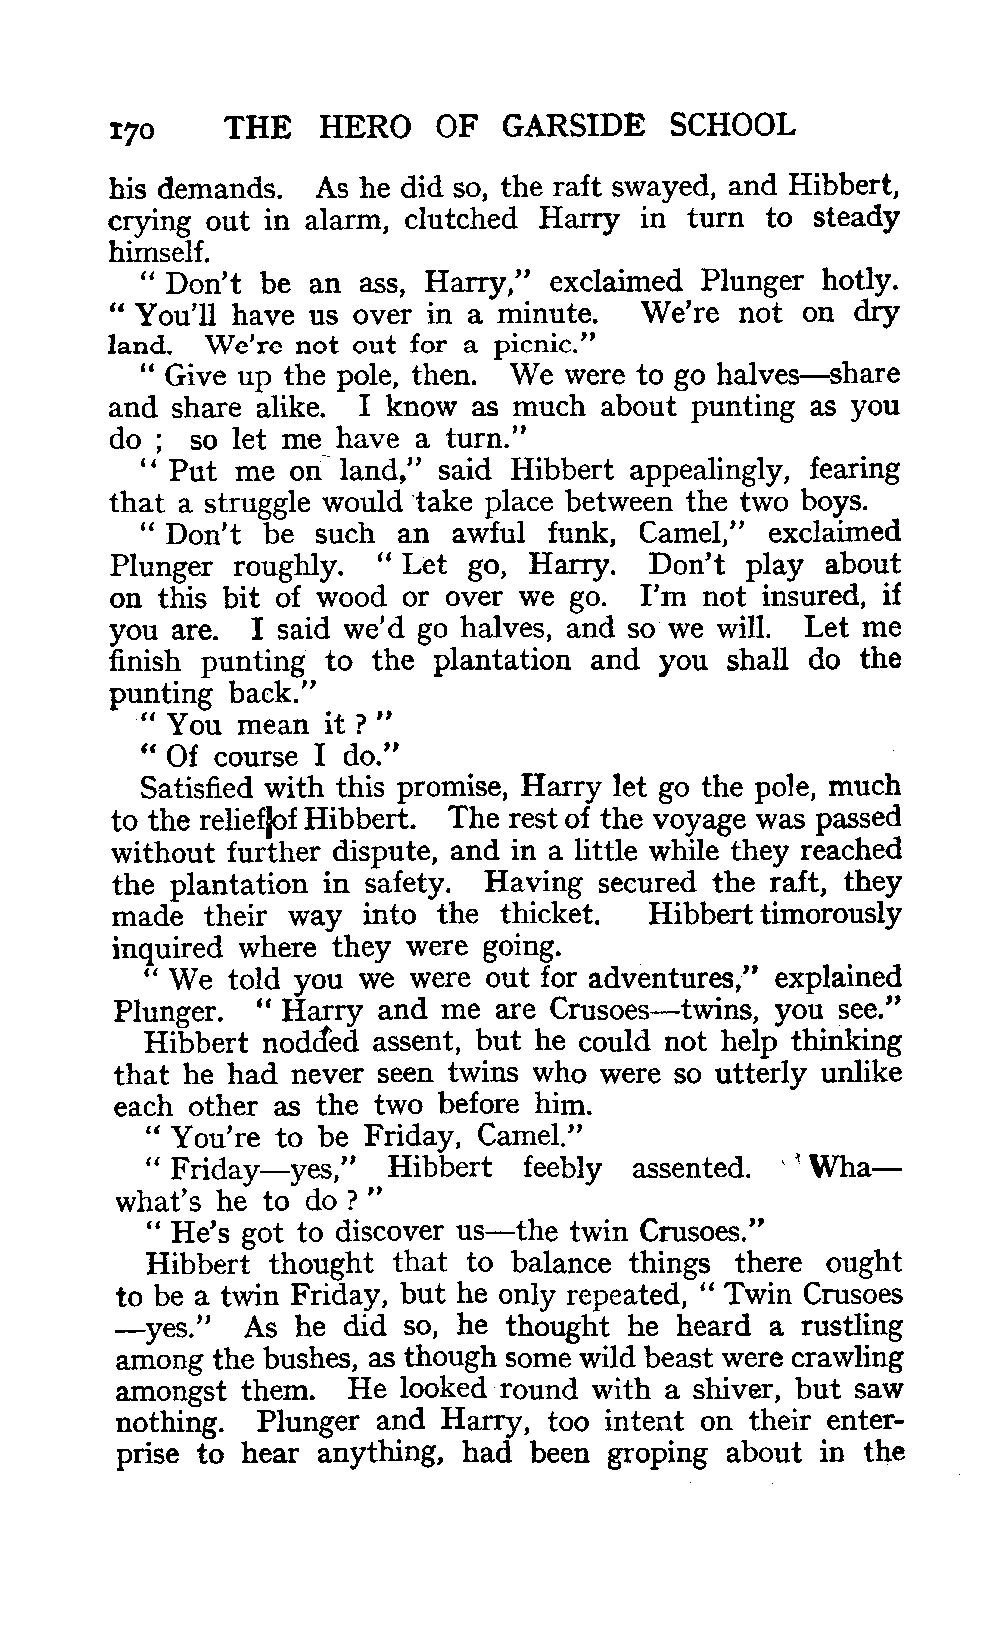 170 THE HERO OF GARSIDE SCHOOL
his demands. As he did so, the raft swayed, and Hibbert,
crying out in alarm, clutched Harry in turn to steady
himself.
“ Don't be an ass, Harry,” exclaimed Plunger hotly.
“ You'll have us over in a minute. We're not on dry
land. We're not out for a picnic.”
“ Give up the pole, then. We were to go halves—share
and share alike. I know as much about punting as you
do ; so let me have a turn.”
“ Put me on land,” said Hibbert appealingly, fearing
that a struggle would take place between the two boys.
“ Don't be such an awful funk, Camel,” exclaimed
Plunger roughly. “ Let go, Harry. Don't play about
on this bit of wood or over we go. I'm not insured, if
you are. I said we'd go halves, and so we will. Let me
finish punting to the plantation and you shall do the
punting back.”
“ You mean it ? ”
“ Of course I do.”
Satisfied with this promise, Harry let go the pole, much
to the relief of Hibbert. The rest of the voyage was passed
without further dispute, and in a little while they reached
the plantation in safety. Having secured the raft, they
made their way into the thicket. Hibbert timorously
inquired where they were going.
“ We told you we were out for adventures,” explained
Plunger. “ Harry and me are Crusoes—twins, you see.”
Hibbert nodded assent, but he could not help thinking
that he had never seen twins who were so utterly unlike
each other as the two before him.
“ You're to be Friday, Camel.”
“ Friday—yes,” Hibbert feebly assented. “ Wha—
what's he to do ? ”
“ He's got to discover us—the twin Crusoes.”
Hibbert thought that to balance things there ought
to be a twin Friday, but he only repeated, “ Twin Crusoes
—yes.” As he did so, he thought he heard a rustling
among the bushes, as though some wild beast were crawling
amongst them. He looked round with a shiver, but saw
nothing. Plunger and Harry, too intent on their enter-
prise to hear anything, had been groping about in the